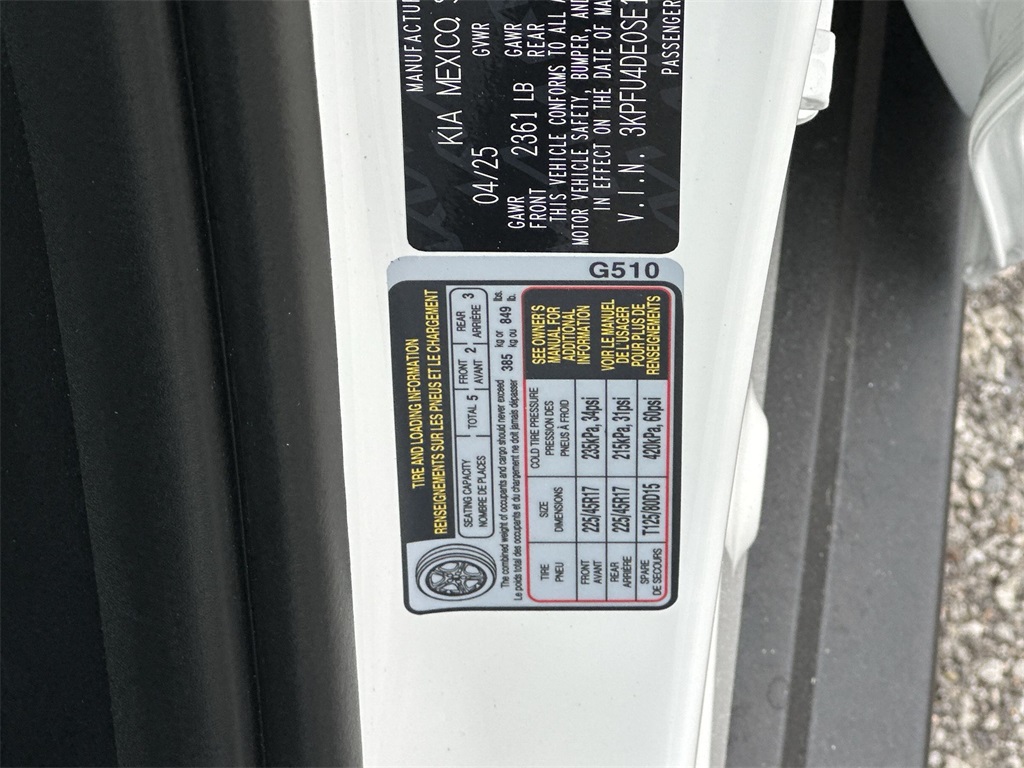 MANUFACTU
KIA MEXICO, S
04/25 GVWR
GAWR FRONT 2361 LB GAWR REAR
THIS VEHICLE CONFORMS TO ALL A
MOTOR VEHICLE SAFETY, BUMPER, AND
IN EFFECT ON THE DATE OF MA
V.I.N. 3KPFU4DE0SE1
PASSENGER
G510
TIRE AND LOADING INFORMATION
RENSEIGNEMENTS SUR LES PNEUS ET LE CHARGEMENT
SEATING CAPACITY
NOMBRE DE PLACES
TOTAL 5
FRONT
AVANT 2
REAR
ARRIÈRE 3
The combined weight of occupants and cargo should never exceed 385 kg or 849 lbs.
Le poids total des occupants et du chargement ne doit jamais dépasser 385 kg ou 849 lb.
TIRE
PNEU
SIZE
DIMENSIONS
COLD TIRE PRESSURE
PRESSION DES
PNEUS À FROID
FRONT
AVANT
225/45R17
235kPa, 34psi
REAR
ARRIÈRE
225/45R17
215kPa, 31psi
SPARE
DE SECOURS
T125/80D15
420kPa, 60psi
SEE OWNER'S
MANUAL FOR
ADDITIONAL
INFORMATION
VOIR LE MANUEL
DE L'USAGER
POUR PLUS DE
RENSEIGNEMENTS